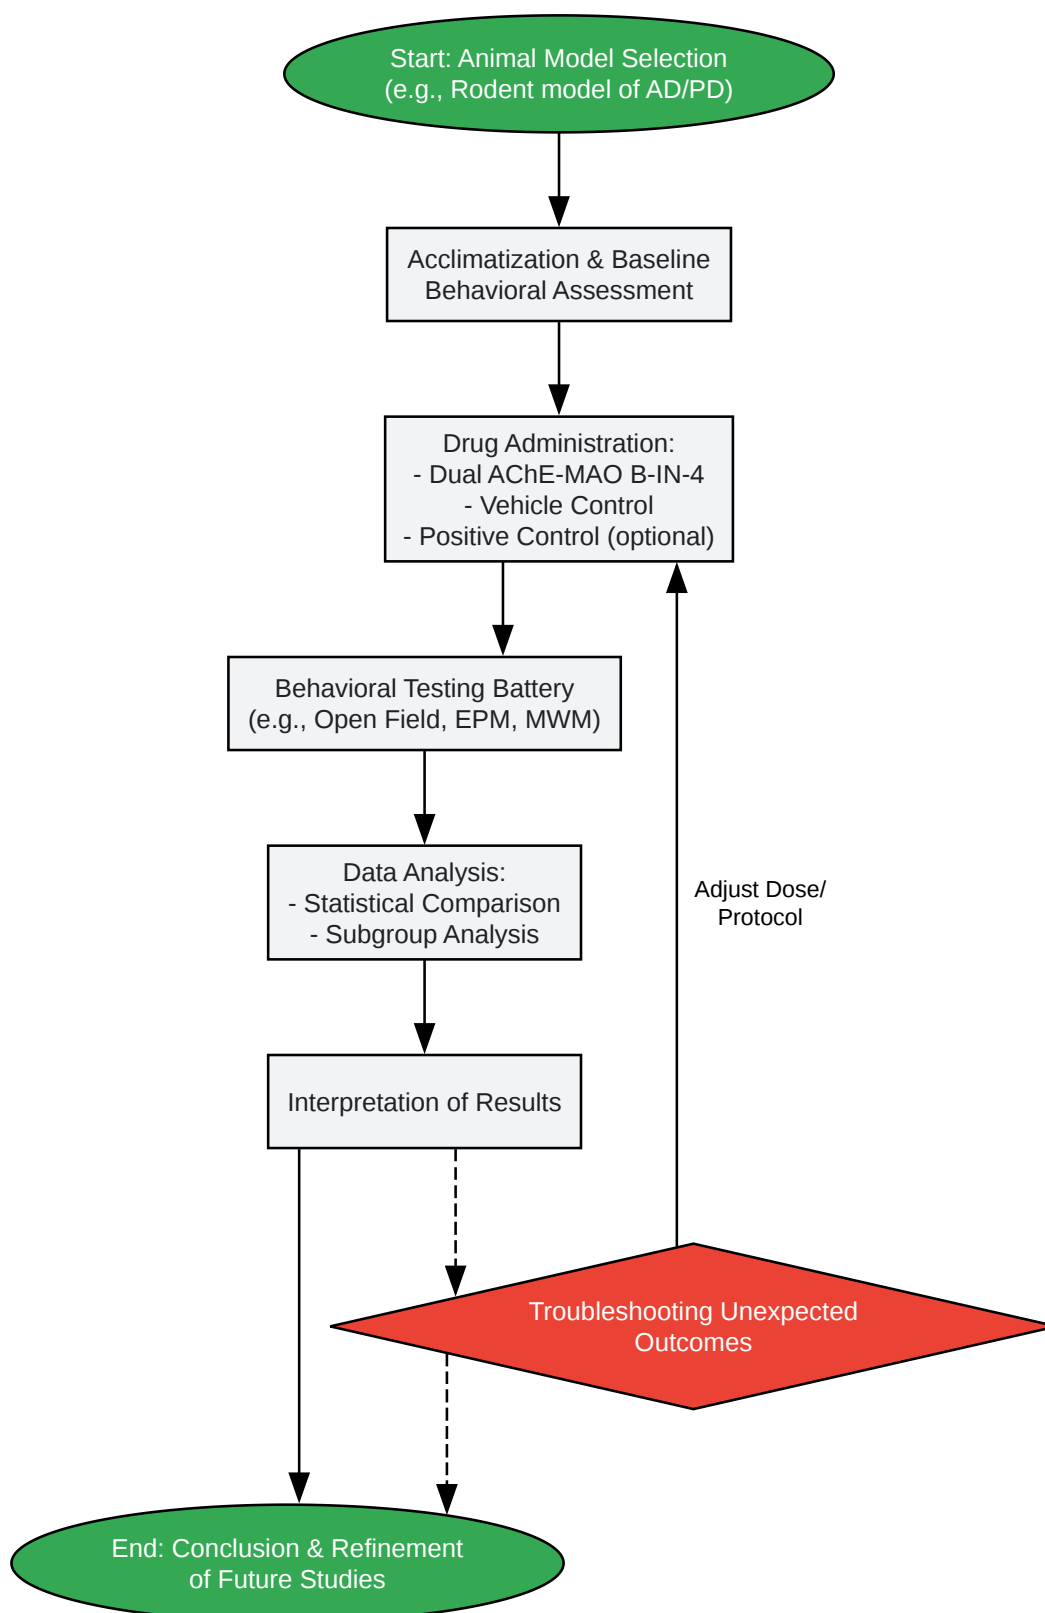 Start: Animal Model Selection
(e.g., Rodent model of AD/PD)
Acclimatization & Baseline
Behavioral Assessment
Drug Administration:
- Dual AChE-MAO B-IN-4
- Vehicle Control
- Positive Control (optional)
Behavioral Testing Battery
(e.g., Open Field, EPM, MWM)
Data Analysis:
- Statistical Comparison
- Subgroup Analysis
Adjust Dose/
Protocol
Interpretation of Results
Troubleshooting Unexpected
Outcomes
End: Conclusion & Refinement
of Future Studies